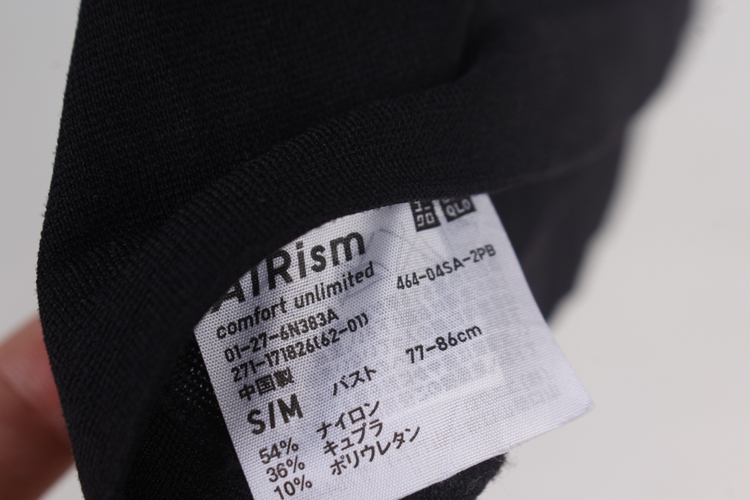 ユニクロ UNIQLO
AIRism
comfort unlimited
464-04SA-2PB
01-27-6N383A
271-171826(62-01)
中国製
S/M バスト 77-86cm
54% ナイロン
36% キュプラ
10% ポリウレタン